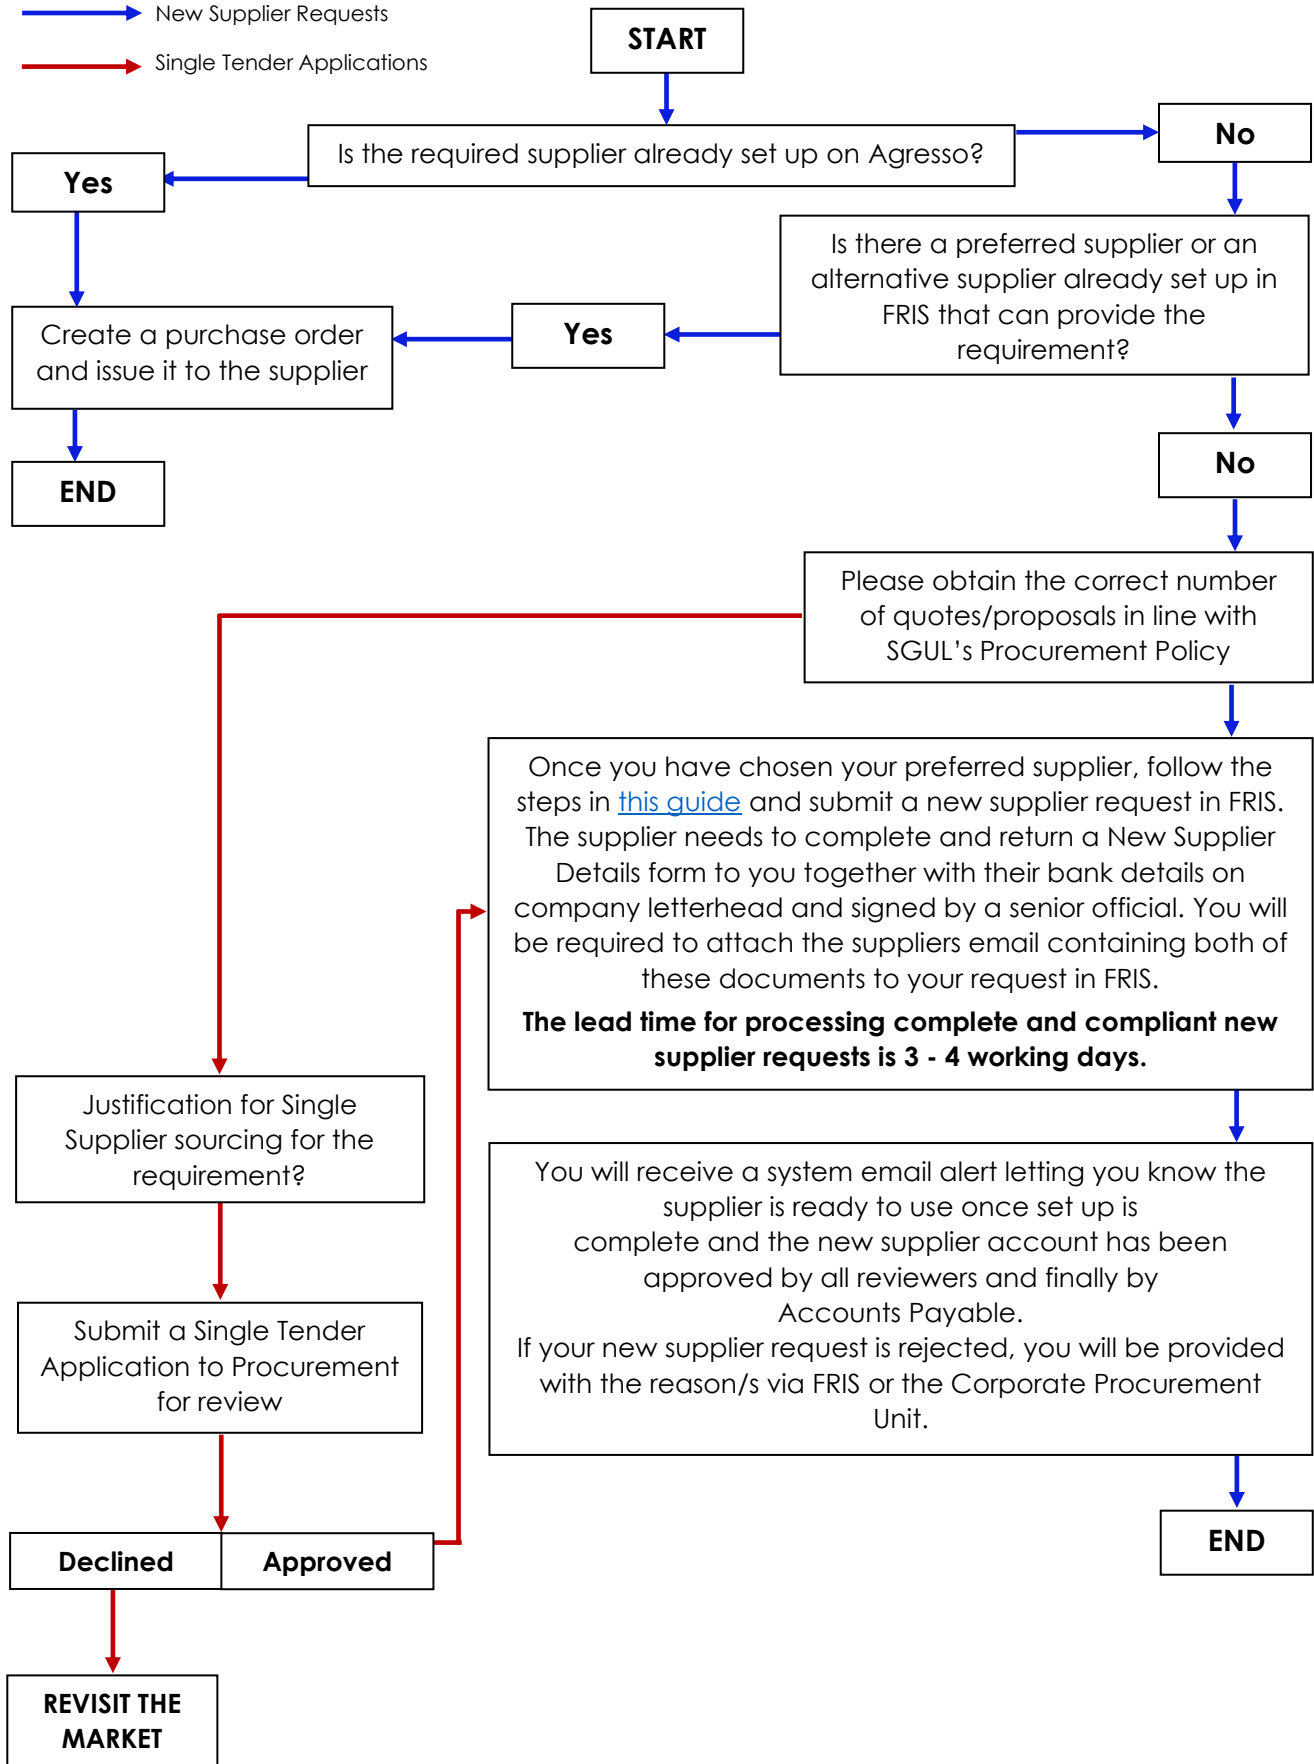 New Supplier Requests
Single Tender Applications
START
Is the required supplier already set up on Agresso?
No
Yes
Is there a preferred supplier or an
alternative supplier already set up in
FRIS that can provide the
requirement?
Yes
Create a purchase order
and issue it to the supplier
No
END
Please obtain the correct number
of quotes/proposals in line with
SGUL’s Procurement Policy
Once you have chosen your preferred supplier, follow the
steps in this guide and submit a new supplier request in FRIS.
The supplier needs to complete and return a New Supplier
Details form to you together with their bank details on
company letterhead and signed by a senior official. You will
be required to attach the suppliers email containing both of
these documents to your request in FRIS.
The lead time for processing complete and compliant new
supplier requests is 3 - 4 working days.
Justification for Single
Supplier sourcing for the
requirement?
You will receive a system email alert letting you know the
supplier is ready to use once set up is
complete and the new supplier account has been
approved by all reviewers and finally by
Accounts Payable.
If your new supplier request is rejected, you will be provided
with the reason/s via FRIS or the Corporate Procurement
Unit.
Submit a Single Tender
Application to Procurement
for review
Declined
Approved
END
REVISIT THE
MARKET